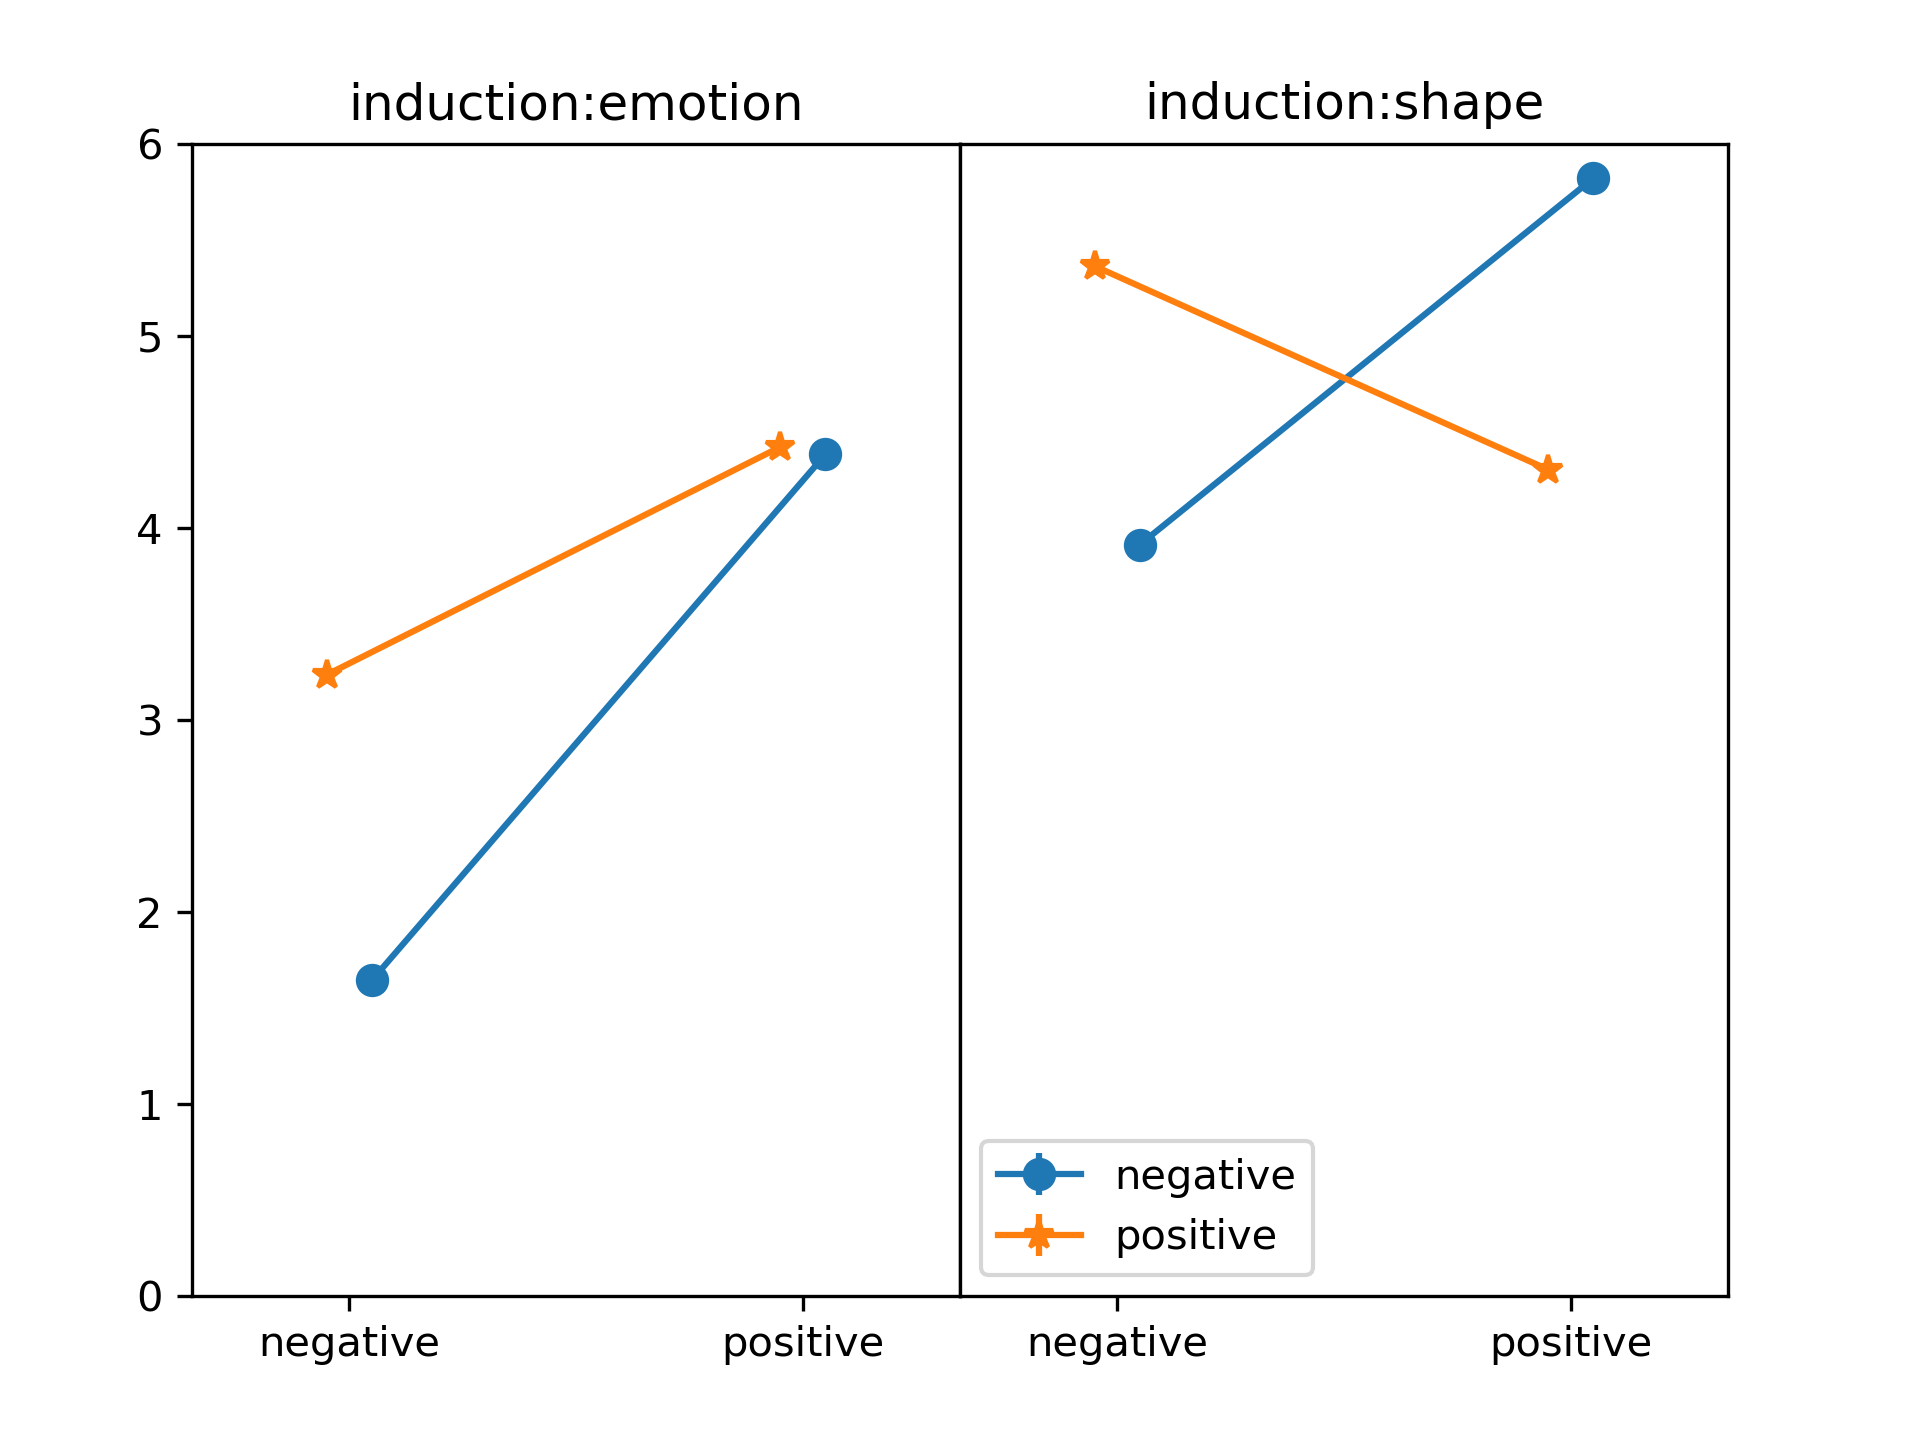 induction:emotion
induction:shape
6
5
4
3
2
1
0
negative
positive
negative
positive
negative
positive